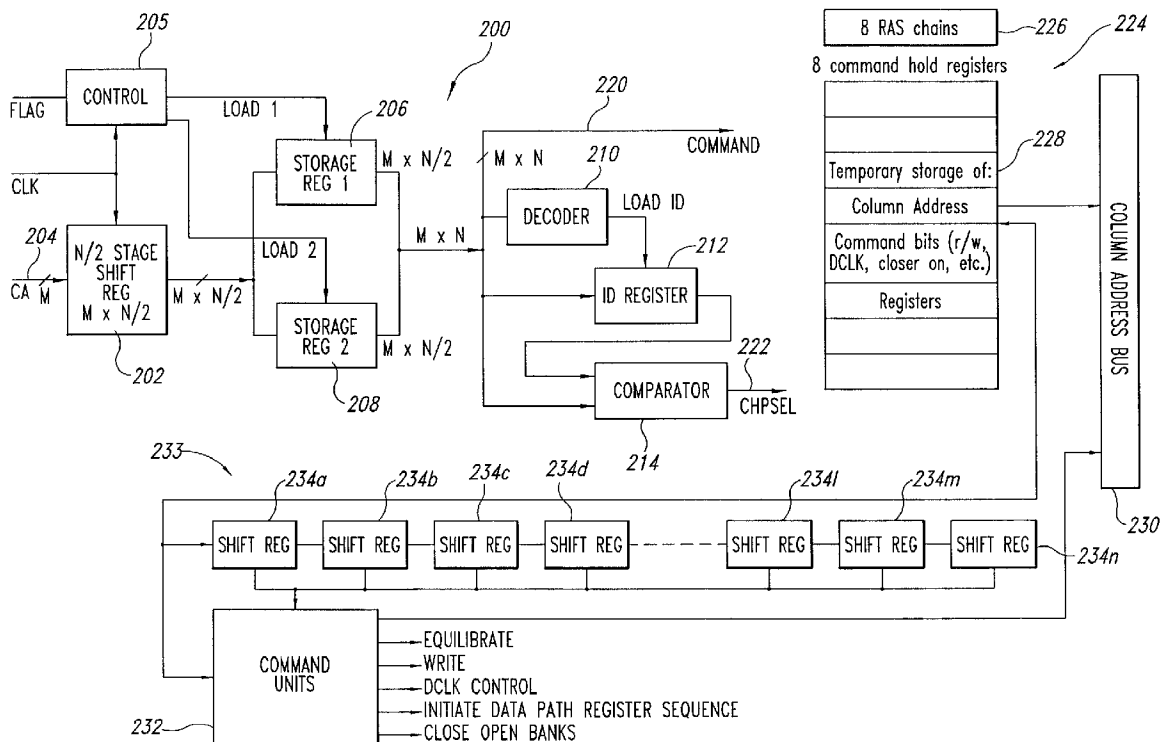 205
CONTROL
FLAG
CLK
204
CA
M
N/2 STAGE
SHIFT
REG
M x N/2
202
M x N/2
LOAD 1
LOAD 2
206
STORAGE
REG 1
M x N/2
STORAGE
REG 2
M x N/2
208
M x N
200
220
COMMAND
M x N
210
DECODER
LOAD ID
212
ID REGISTER
COMPARATOR
214
222
CHPSEL
8 RAS chains
226
224
8 command hold registers
228
Temporary storage of:
Column Address
Command bits (r/w,
DCLK, closer on, etc.)
Registers
COLUMN ADDRESS BUS
230
233
234a
234b
234c
234d
234l
234m
234n
SHIFT REG
SHIFT REG
SHIFT REG
SHIFT REG
SHIFT REG
SHIFT REG
SHIFT REG
COMMAND
UNITS
232
EQUILIBRATE
WRITE
DCLK CONTROL
INITIATE DATA PATH REGISTER SEQUENCE
CLOSE OPEN BANKS